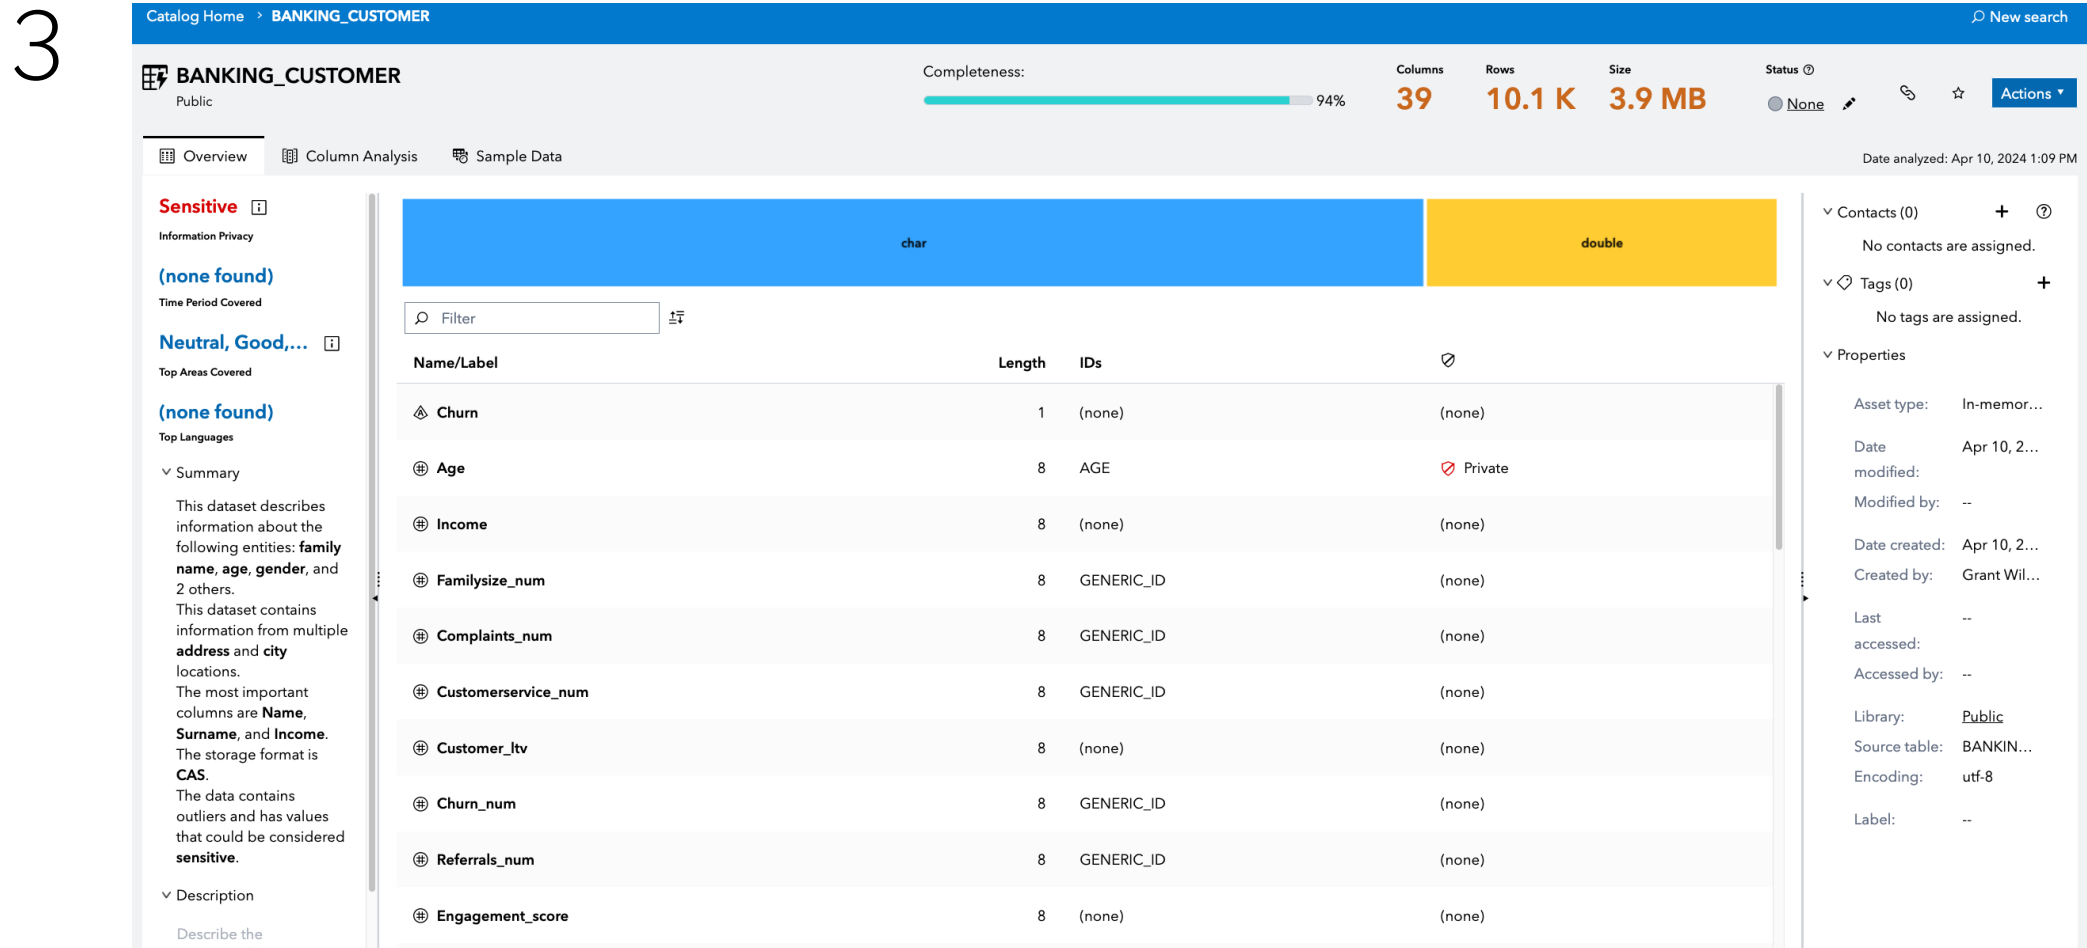 3
Catalog Home > BANKING_CUSTOMER
New search
BANKING_CUSTOMER
Public
Completeness:
94%
Columns
39
Rows
10.1 K
Size
3.9 MB
Status
None
Actions
Overview
Column Analysis
Sample Data
Date analyzed: Apr 10, 2024 1:09 PM
Sensitive
Information Privacy
(none found)
Time Period Covered
Neutral, Good,...
Top Areas Covered
(none found)
Top Languages
Summary
This dataset describes
information about the
following entities: family
name, age, gender, and
2 others.
This dataset contains
information from multiple
address and city
locations.
The most important
columns are Name,
Surname, and Income.
The storage format is
CAS.
The data contains
outliers and has values
that could be considered
sensitive.
Description
Describe the
char
double
Filter
Name/Label Length IDs
Churn 1 (none) (none)
Age 8 AGE Private
Income 8 (none) (none)
Familysize_num 8 GENERIC_ID (none)
Complaints_num 8 GENERIC_ID (none)
Customerservice_num 8 GENERIC_ID (none)
Customer_ltv 8 (none) (none)
Churn_num 8 GENERIC_ID (none)
Referrals_num 8 GENERIC_ID (none)
Engagement_score 8 (none) (none)
Contacts (0)
No contacts are assigned.
Tags (0)
No tags are assigned.
Properties
Asset type: In-memor...
Date
modified: Apr 10, 2...
Modified by: --
Date created: Apr 10, 2...
Created by: Grant Wil...
Last
accessed: --
Accessed by: --
Library: Public
Source table: BANKIN...
Encoding: utf-8
Label: --